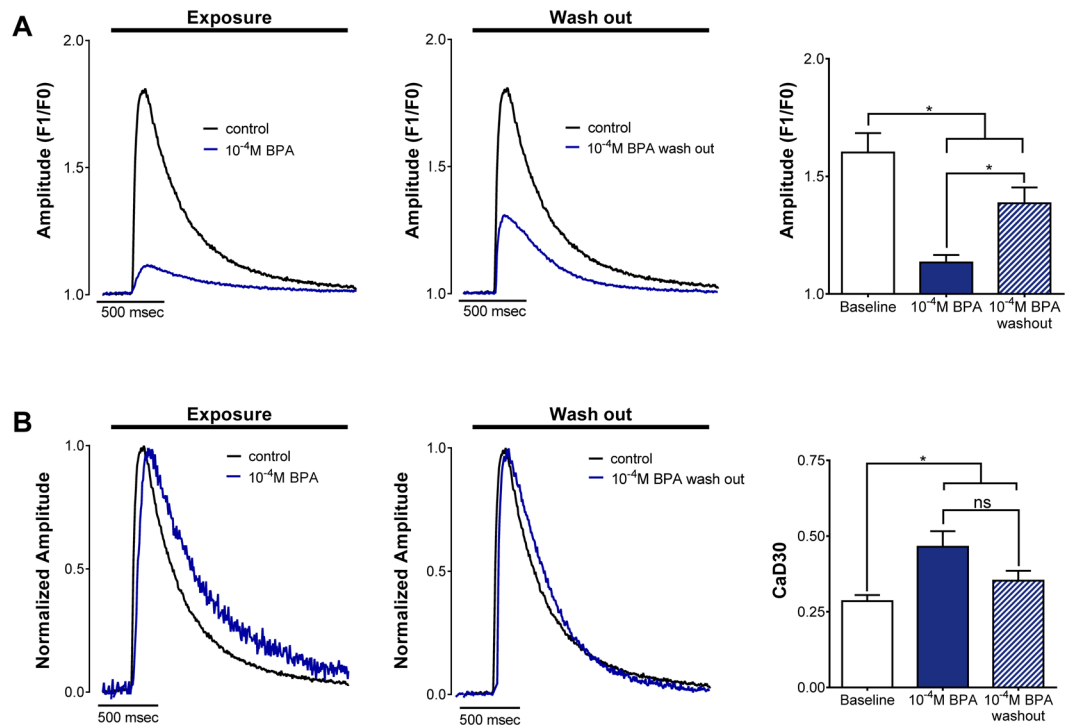 A
Exposure
Amplitude (F1/F0)
2.0
1.5
1.0
control
10⁻⁴M BPA
500 msec
Wash out
Amplitude (F1/F0)
2.0
1.5
1.0
control
10⁻⁴M BPA wash out
500 msec
Amplitude (F1/F0)
2.0
1.5
1.0
*
*
Baseline
10⁻⁴M BPA
10⁻⁴M BPA
washout
B
Exposure
Normalized Amplitude
1.0
0.5
0.0
control
10⁻⁴M BPA
500 msec
Wash out
Normalized Amplitude
1.0
0.5
0.0
control
10⁻⁴M BPA wash out
500 msec
CaD30
0.75
0.50
0.25
0.00
*
ns
Baseline
10⁻⁴M BPA
10⁻⁴M BPA
washout